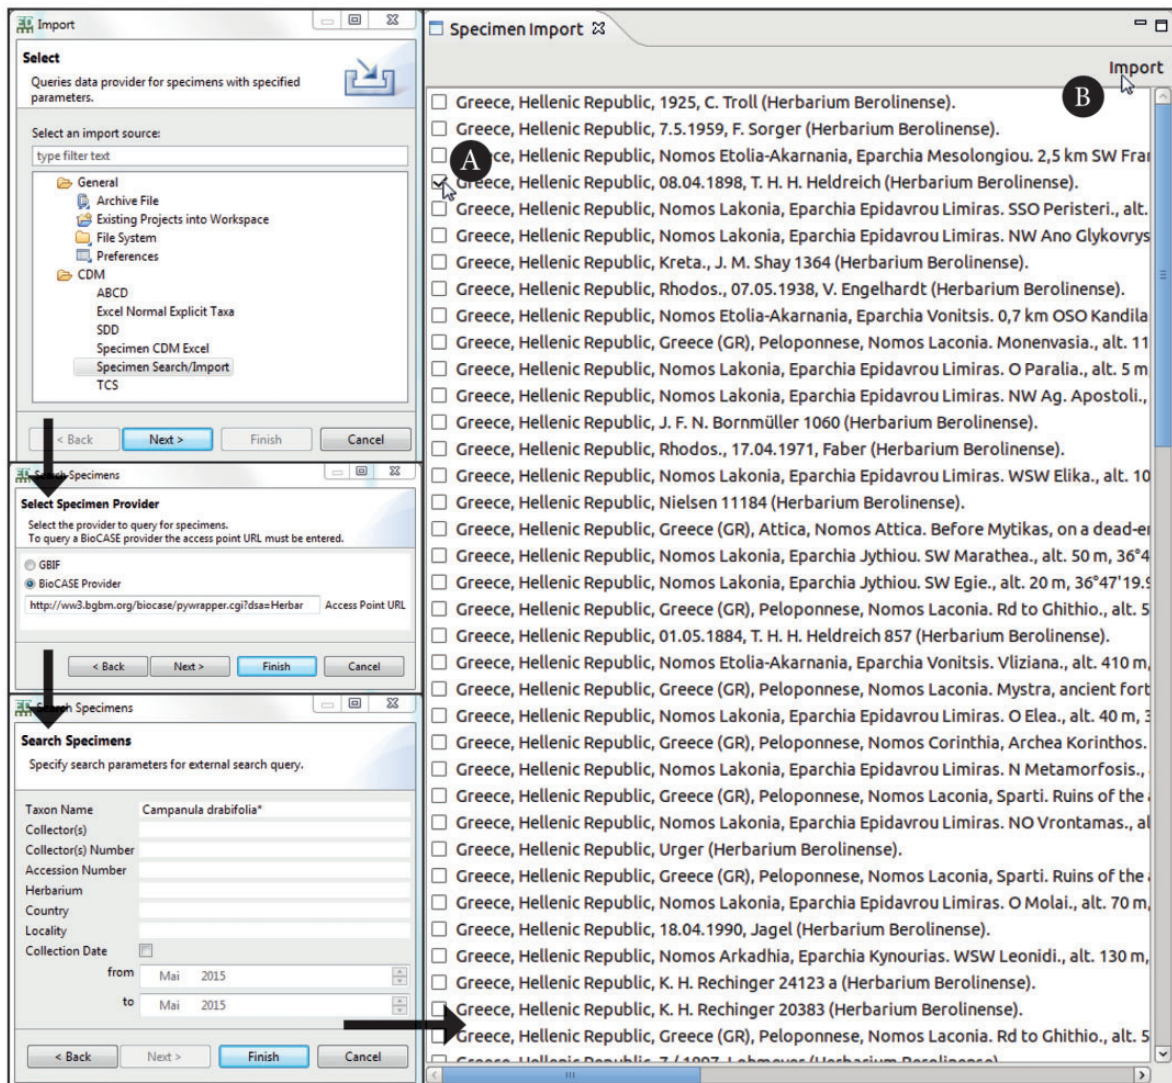 Import
Select
Queries data provider for specimens with specified
parameters.
Select an import source:
type filter text
General
Archive File
Existing Projects into Workspace
File System
Preferences
CDM
ABCD
Excel Normal Explicit Taxa
SDD
Specimen CDM Excel
Specimen Search/Import
TCS
< Back Next > Finish Cancel
Search Specimens
Select Specimen Provider
Select the provider to query for specimens.
To query a BioCASE provider the access point URL must be entered.
GBIF
BioCASE Provider
http://ww3.bgbm.org/biocase/pywrapper.cgi?dsa=Herbar Access Point URL
< Back Next > Finish Cancel
Search Specimens
Search Specimens
Specify search parameters for external search query.
Taxon Name Campanula drabifolia*
Collector(s)
Collector(s) Number
Accession Number
Herbarium
Country
Locality
Collection Date
from Mai 2015
to Mai 2015
< Back Next > Finish Cancel
Specimen Import
Import
B
A
Greece, Hellenic Republic, 1925, C. Troll (Herbarium Berolinense).
Greece, Hellenic Republic, 7.5.1959, F. Sorger (Herbarium Berolinense).
ce, Hellenic Republic, Nomos Etolia-Akarnania, Eparchia Mesolongiou. 2,5 km SW Fra
Greece, Hellenic Republic, 08.04.1898, T. H. H. Heldreich (Herbarium Berolinense).
Greece, Hellenic Republic, Nomos Lakonia, Eparchia Epidavrou Limiras. SSO Peristeri., alt.
Greece, Hellenic Republic, Nomos Lakonia, Eparchia Epidavrou Limiras. NW Ano Glykovrys
Greece, Hellenic Republic, Kreta., J. M. Shay 1364 (Herbarium Berolinense).
Greece, Hellenic Republic, Rhodos., 07.05.1938, V. Engelhardt (Herbarium Berolinense).
Greece, Hellenic Republic, Nomos Etolia-Akarnania, Eparchia Vonitsis. 0,7 km OSO Kandila
Greece, Hellenic Republic, Greece (GR), Peloponnese, Nomos Laconia. Monenvasia., alt. 11
Greece, Hellenic Republic, Nomos Lakonia, Eparchia Epidavrou Limiras. O Paralia., alt. 5 m
Greece, Hellenic Republic, Nomos Lakonia, Eparchia Epidavrou Limiras. NW Ag. Apostoli.,
Greece, Hellenic Republic, J. F. N. Bornmüller 1060 (Herbarium Berolinense).
Greece, Hellenic Republic, Rhodos., 17.04.1971, Faber (Herbarium Berolinense).
Greece, Hellenic Republic, Nomos Lakonia, Eparchia Epidavrou Limiras. WSW Elika., alt. 10
Greece, Hellenic Republic, Nielsen 11184 (Herbarium Berolinense).
Greece, Hellenic Republic, Greece (GR), Attica, Nomos Attica. Before Mytikas, on a dead-e
Greece, Hellenic Republic, Nomos Lakonia, Eparchia Jythiou. SW Marathea., alt. 50 m, 36°4
Greece, Hellenic Republic, Nomos Lakonia, Eparchia Jythiou. SW Egie., alt. 20 m, 36°47'19.9
Greece, Hellenic Republic, Greece (GR), Peloponnese, Nomos Laconia. Rd to Ghithio., alt. 5
Greece, Hellenic Republic, 01.05.1884, T. H. H. Heldreich 857 (Herbarium Berolinense).
Greece, Hellenic Republic, Nomos Etolia-Akarnania, Eparchia Vonitsis. Vliziana., alt. 410 m,
Greece, Hellenic Republic, Greece (GR), Peloponnese, Nomos Laconia. Mystra, ancient fort
Greece, Hellenic Republic, Nomos Lakonia, Eparchia Epidavrou Limiras. O Elea., alt. 40 m, 3
Greece, Hellenic Republic, Greece (GR), Peloponnese, Nomos Corinthia, Archea Korinthos.
Greece, Hellenic Republic, Nomos Lakonia, Eparchia Epidavrou Limiras. N Metamorfosis.,
Greece, Hellenic Republic, Greece (GR), Peloponnese, Nomos Laconia, Sparti. Ruins of the
Greece, Hellenic Republic, Nomos Lakonia, Eparchia Epidavrou Limiras. NO Vrontamas., al
Greece, Hellenic Republic, Urger (Herbarium Berolinense).
Greece, Hellenic Republic, Greece (GR), Peloponnese, Nomos Laconia, Sparti. Ruins of the
Greece, Hellenic Republic, Nomos Lakonia, Eparchia Epidavrou Limiras. O Molai., alt. 70 m,
Greece, Hellenic Republic, 18.04.1990, Jagel (Herbarium Berolinense).
Greece, Hellenic Republic, Nomos Arkadhia, Eparchia Kynourias. WSW Leonidi., alt. 130 m,
Greece, Hellenic Republic, K. H. Rechinger 24123 a (Herbarium Berolinense).
Greece, Hellenic Republic, K. H. Rechinger 20383 (Herbarium Berolinense).
Greece, Hellenic Republic, Greece (GR), Peloponnese, Nomos Laconia. Rd to Ghithio., alt. 5